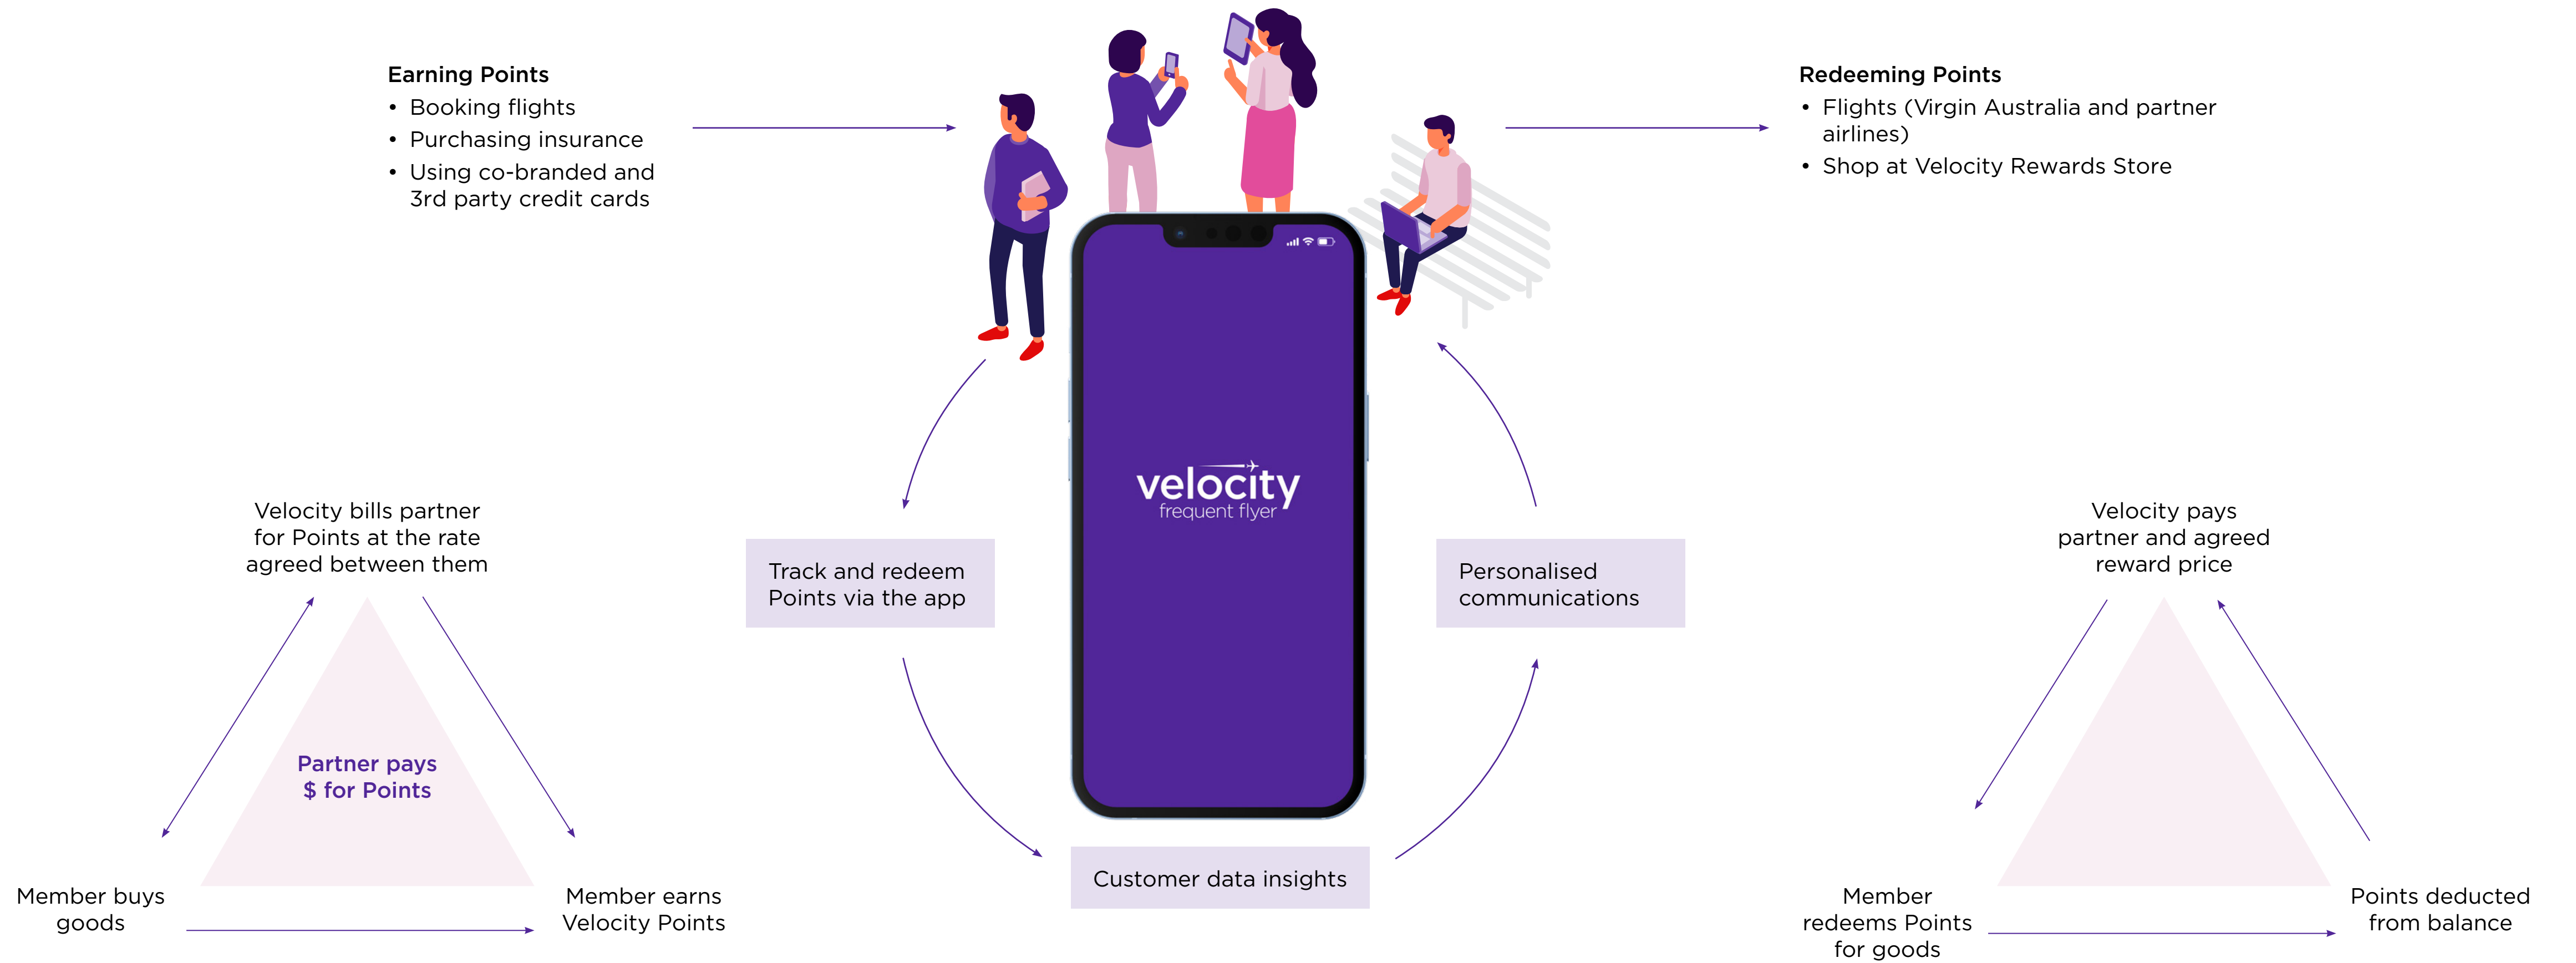 Earning Points
• Booking flights
• Purchasing insurance
• Using co-branded and
3rd party credit cards
Redeeming Points
• Flights (Virgin Australia and partner
airlines)
• Shop at Velocity Rewards Store
velocity
frequent flyer
Velocity bills partner
for Points at the rate
agreed between them
Partner pays
$ for Points
Member buys
goods
Member earns
Velocity Points
Track and redeem
Points via the app
Customer data insights
Personalised
communications
Velocity pays
partner and agreed
reward price
Member
redeems Points
for goods
Points deducted
from balance